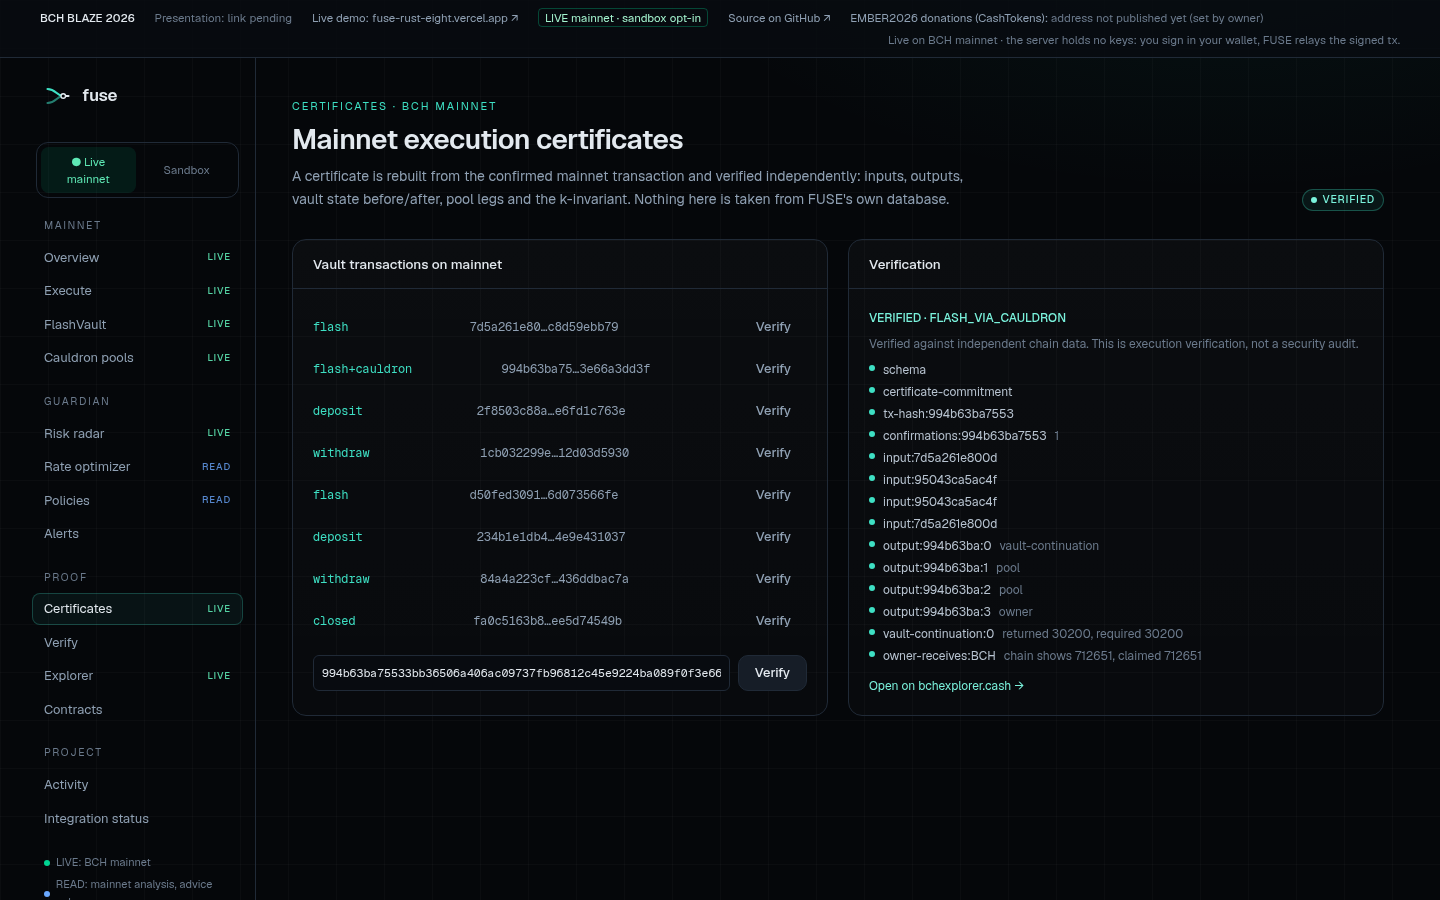 BCH BLAZE 2026 Presentation: link pending Live demo: fuse-rust-eight.vercel.app ↗ LIVE mainnet · sandbox opt-in Source on GitHub ↗ EMBER2026 donations (CashTokens): address not published yet (set by owner)
Live on BCH mainnet · the server holds no keys: you sign in your wallet, FUSE relays the signed tx.
fuse
Live mainnet
Sandbox
MAINNET
Overview LIVE
Execute LIVE
FlashVault LIVE
Cauldron pools LIVE
GUARDIAN
Risk radar LIVE
Rate optimizer READ
Policies READ
Alerts
PROOF
Certificates LIVE
Verify
Explorer LIVE
Contracts
PROJECT
Activity
Integration status
LIVE: BCH mainnet
READ: mainnet analysis, advice
CERTIFICATES · BCH MAINNET
Mainnet execution certificates
A certificate is rebuilt from the confirmed mainnet transaction and verified independently: inputs, outputs,
vault state before/after, pool legs and the k-invariant. Nothing here is taken from FUSE's own database.
VERIFIED
Vault transactions on mainnet
flash 7d5a261e80…c8d59ebb79 Verify
flash+cauldron 994b63ba75…3e66a3dd3f Verify
deposit 2f8503c88a…e6fd1c763e Verify
withdraw 1cb032299e…12d03d5930 Verify
flash d50fed3091…6d073566fe Verify
deposit 234b1e1db4…4e9e431037 Verify
withdraw 84a4a223cf…436ddbac7a Verify
closed fa0c5163b8…ee5d74549b Verify
994b63ba75533bb36506a406ac09737fb96812c45e9224ba089f0f3e66 Verify
Verification
VERIFIED · FLASH_VIA_CAULDRON
Verified against independent chain data. This is execution verification, not a security audit.
schema
certificate-commitment
tx-hash:994b63ba7553
confirmations:994b63ba7553 1
input:7d5a261e800d
input:95043ca5ac4f
input:95043ca5ac4f
input:7d5a261e800d
output:994b63ba:0 vault-continuation
output:994b63ba:1 pool
output:994b63ba:2 pool
output:994b63ba:3 owner
vault-continuation:0 returned 30200, required 30200
owner-receives:BCH chain shows 712651, claimed 712651
Open on bchexplorer.cash →